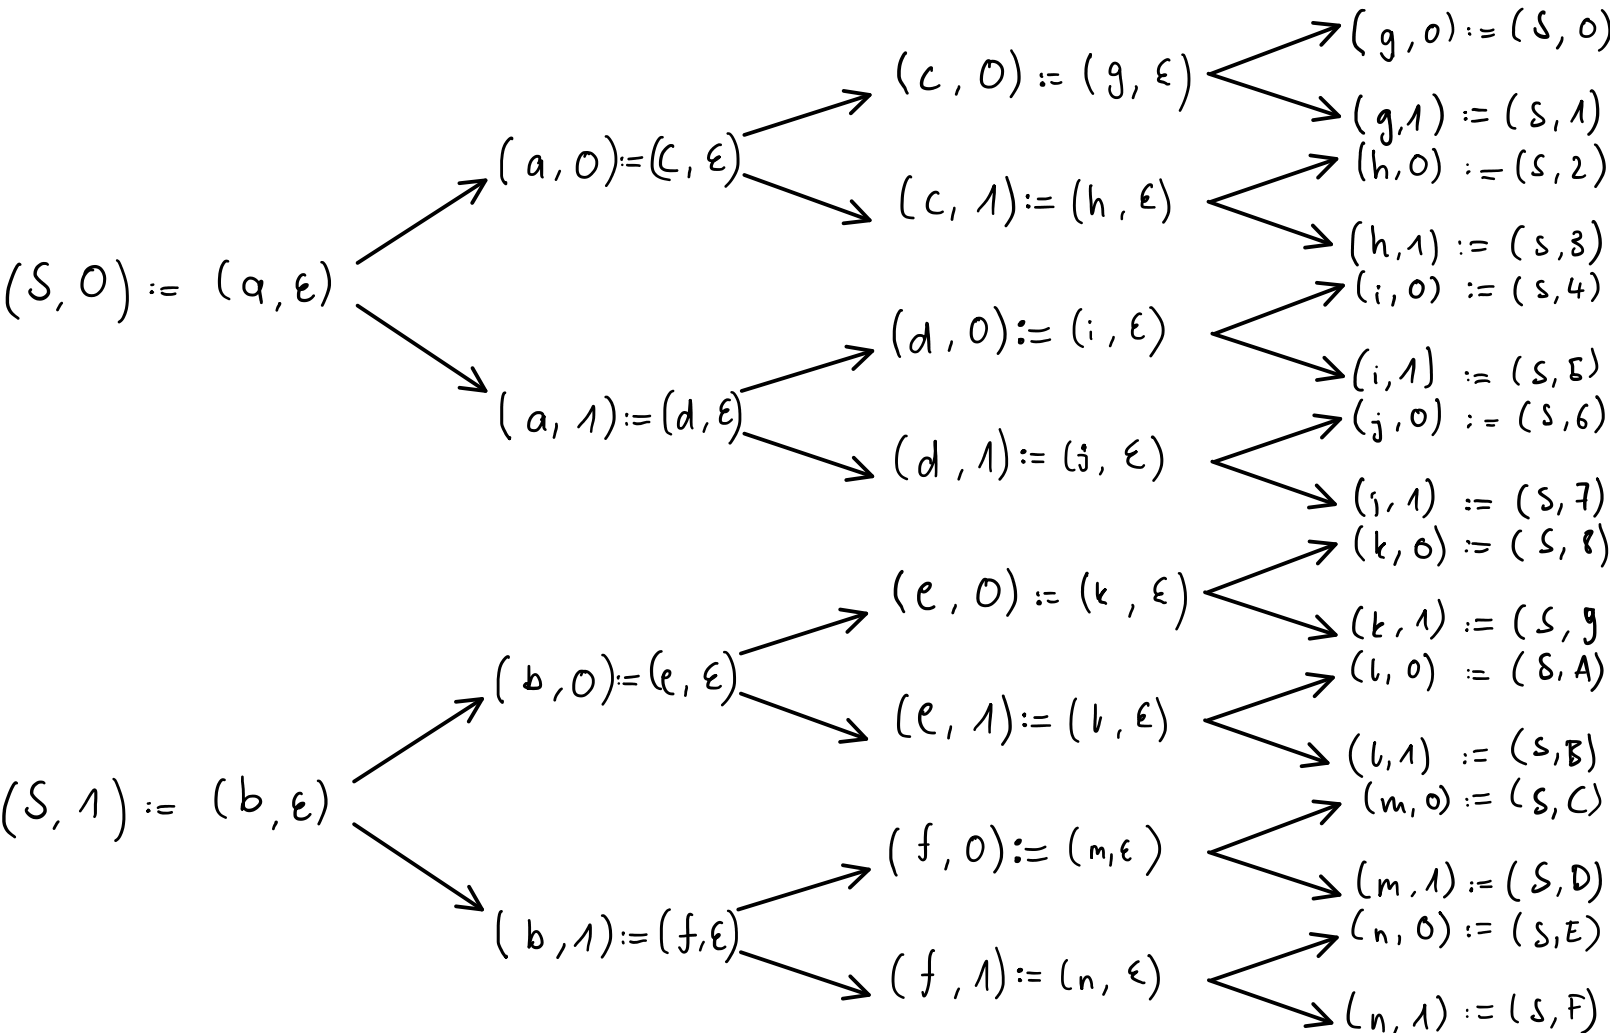 (g, 0) := (S, 0)
(c, 0) := (g, ε)
(g, 1) := (S, 1)
(a, 0) := (c, ε)
(h, 0) := (S, 2)
(c, 1) := (h, ε)
(h, 1) := (S, 3)
(S, 0) := (a, ε)
(i, 0) := (S, 4)
(d, 0) := (i, ε)
(i, 1) := (S, 5)
(a, 1) := (d, ε)
(j, 0) := (S, 6)
(d, 1) := (j, ε)
(j, 1) := (S, 7)
(k, 0) := (S, 8)
(e, 0) := (k, ε)
(k, 1) := (S, 9
(b, 0) := (e, ε)
(l, 0) := (S, A)
(e, 1) := (l, ε)
(l, 1) := (S, B)
(S, 1) := (b, ε)
(m, 0) := (S, C)
(f, 0) := (m, ε)
(m, 1) := (S, D)
(b, 1) := (f, ε)
(n, 0) := (S, E)
(f, 1) := (n, ε)
(n, 1) := (S, F)